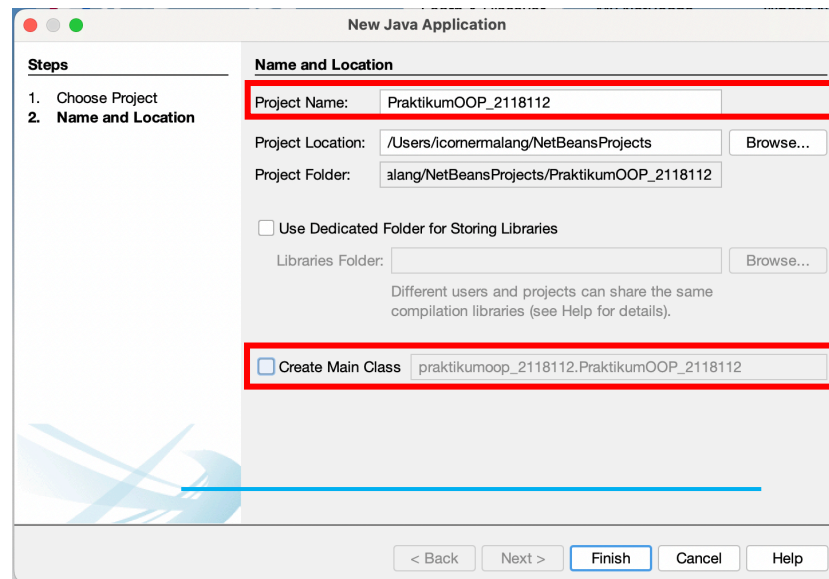 New Java Application
Steps
1. Choose Project
2. Name and Location
Name and Location
Project Name: PraktikumOOP_2118112
Project Location: /Users/icornermalang/NetBeansProjects Browse...
Project Folder: alang/NetBeansProjects/PraktikumOOP_2118112
Use Dedicated Folder for Storing Libraries
Libraries Folder: Browse...
Different users and projects can share the same
compilation libraries (see Help for details).
Create Main Class praktikumoop_2118112.PraktikumOOP_2118112
< Back Next > Finish Cancel Help